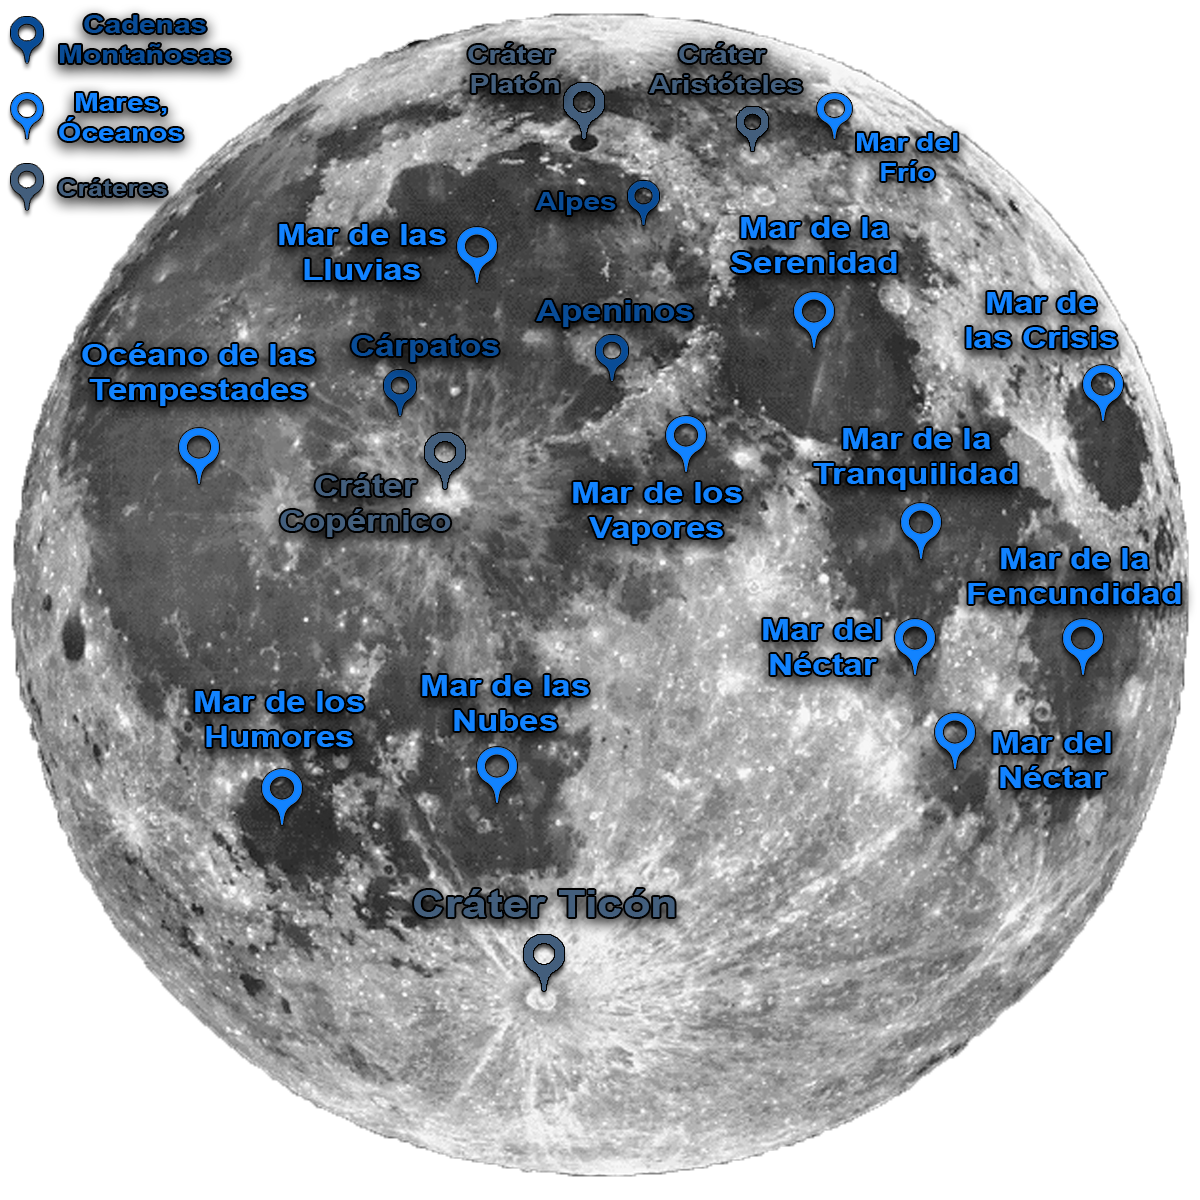 Cadenas
Montañosas
Mares,
Óceanos
Cráteres
Cráter
Platón
Cráter
Aristóteles
Mar del
Frío
Alpes
Mar de las
Lluvias
Mar de la
Serenidad
Apeninos
Mar de
las Crisis
Cárpatos
Océano de las
Tempestades
Mar de la
Tranquilidad
Cráter
Copérnico
Mar de los
Vapores
Mar de la
Fencundidad
Mar del
Néctar
Mar de las
Nubes
Mar de los
Humores
Mar del
Néctar
Cráter Ticón